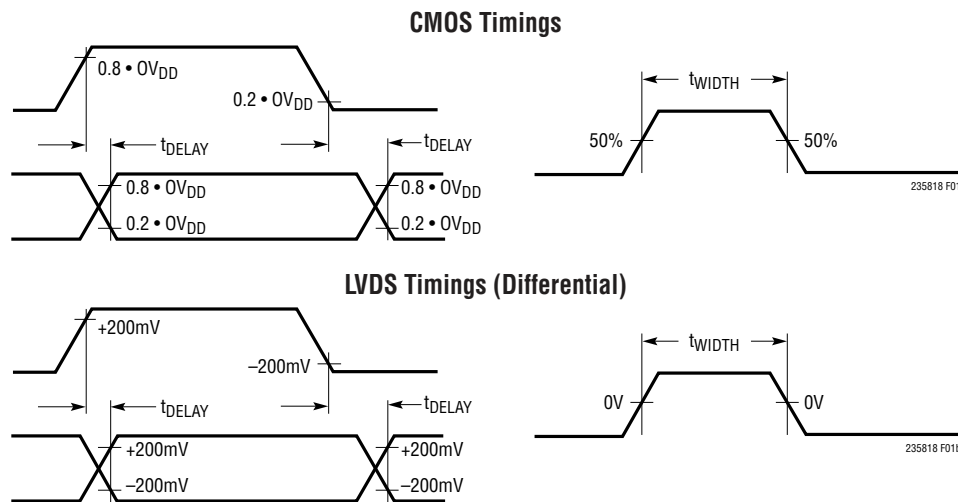 CMOS Timings
0.8 • OVDD
0.2 • OVDD
tDELAY
tDELAY
0.8 • OVDD
0.2 • OVDD
0.8 • OVDD
0.2 • OVDD
tWIDTH
50%
50%
235818 F01
LVDS Timings (Differential)
+200mV
–200mV
tDELAY
tDELAY
+200mV
–200mV
+200mV
–200mV
tWIDTH
0V
0V
235818 F01b